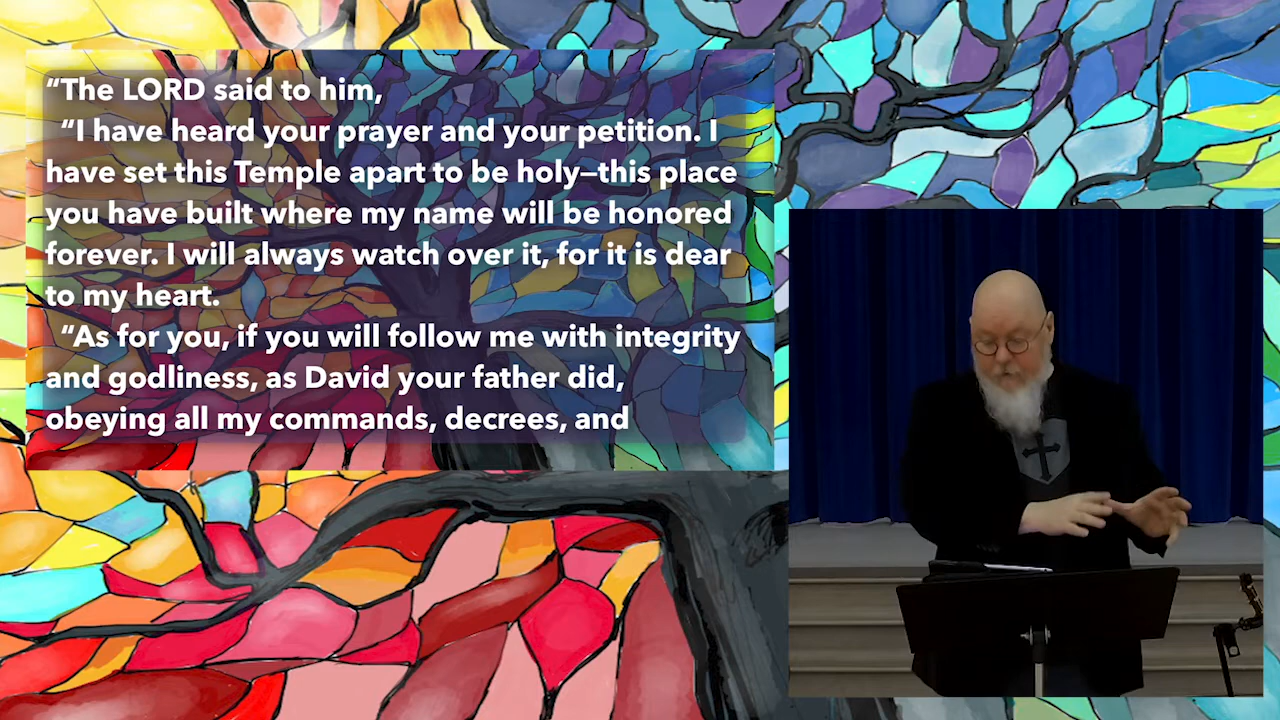 “The LORD said to him,
“I have heard your prayer and your petition. I
have set this Temple apart to be holy—this place
you have built where my name will be honored
forever. I will always watch over it, for it is dear
to my heart.
“As for you, if you will follow me with integrity
and godliness, as David your father did,
obeying all my commands, decrees, and